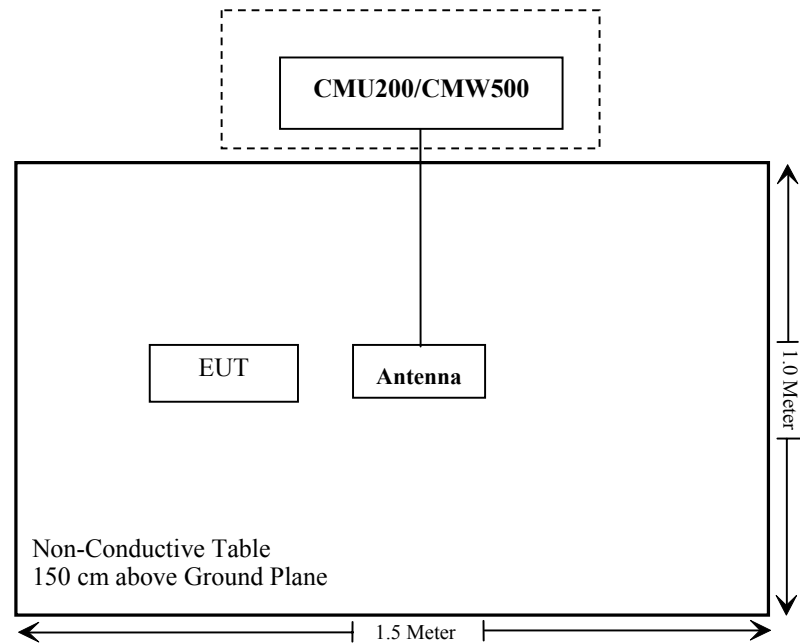 CMU200/CMW500
EUT
Antenna
1.0 Meter
Non-Conductive Table
150 cm above Ground Plane
1.5 Meter